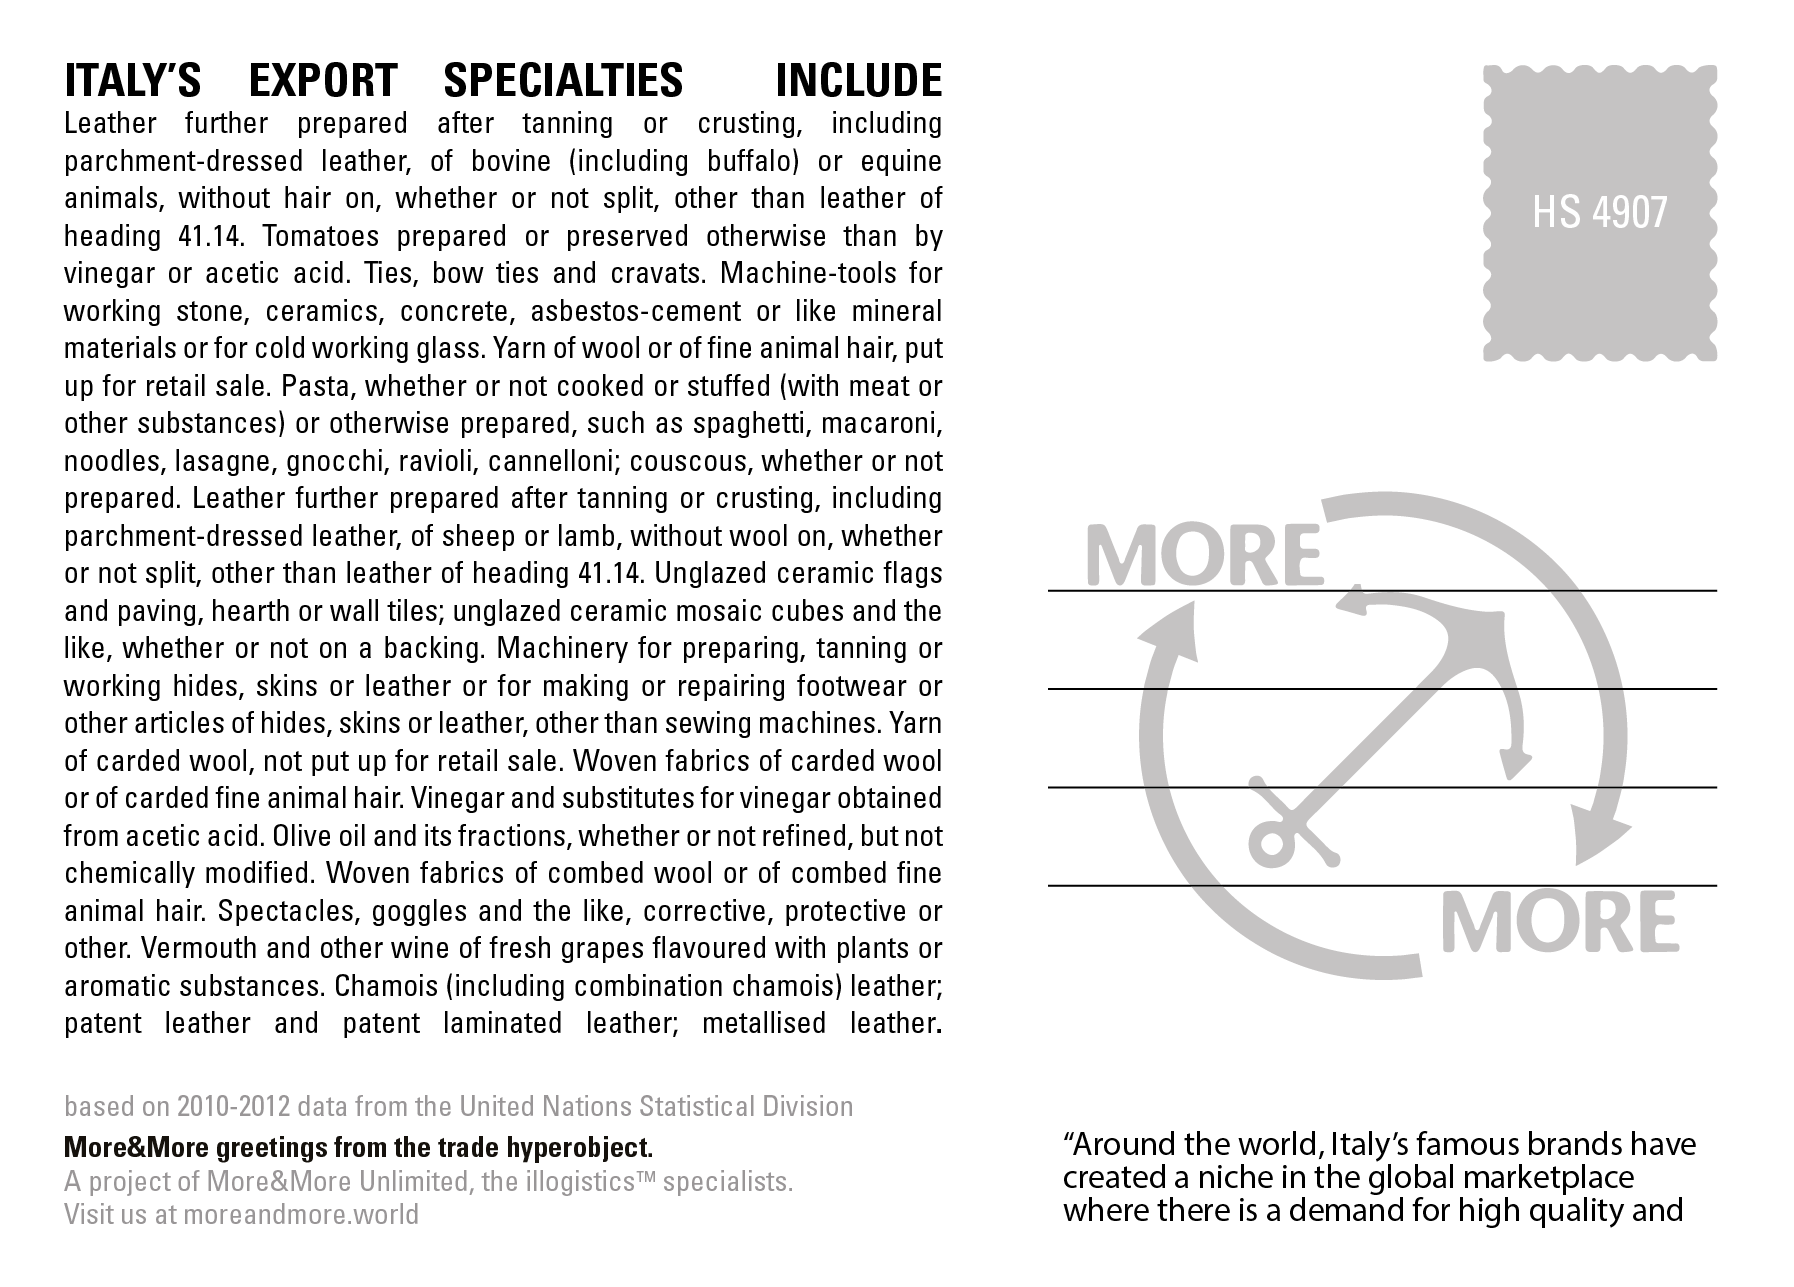 ITALY’S EXPORT SPECIALTIES INCLUDE
Leather further prepared after tanning or crusting, including
parchment-dressed leather, of bovine (including buffalo) or equine
animals, without hair on, whether or not split, other than leather of
heading 41.14. Tomatoes prepared or preserved otherwise than by
vinegar or acetic acid. Ties, bow ties and cravats. Machine-tools for
working stone, ceramics, concrete, asbestos-cement or like mineral
materials or for cold working glass. Yarn of wool or of fine animal hair, put
up for retail sale. Pasta, whether or not cooked or stuffed (with meat or
other substances) or otherwise prepared, such as spaghetti, macaroni,
noodles, lasagne, gnocchi, ravioli, cannelloni; couscous, whether or not
prepared. Leather further prepared after tanning or crusting, including
parchment-dressed leather, of sheep or lamb, without wool on, whether
or not split, other than leather of heading 41.14. Unglazed ceramic flags
and paving, hearth or wall tiles; unglazed ceramic mosaic cubes and the
like, whether or not on a backing. Machinery for preparing, tanning or
working hides, skins or leather or for making or repairing footwear or
other articles of hides, skins or leather, other than sewing machines. Yarn
of carded wool, not put up for retail sale. Woven fabrics of carded wool
or of carded fine animal hair. Vinegar and substitutes for vinegar obtained
from acetic acid. Olive oil and its fractions, whether or not refined, but not
chemically modified. Woven fabrics of combed wool or of combed fine
animal hair. Spectacles, goggles and the like, corrective, protective or
other. Vermouth and other wine of fresh grapes flavoured with plants or
aromatic substances. Chamois (including combination chamois) leather;
patent leather and patent laminated leather; metallised leather.
based on 2010-2012 data from the United Nations Statistical Division
More&More greetings from the trade hyperobject.
A project of More&More Unlimited, the illogistics™ specialists.
Visit us at moreandmore.world
HS 4907
MORE
MORE
“Around the world, Italy’s famous brands have
created a niche in the global marketplace
where there is a demand for high quality and